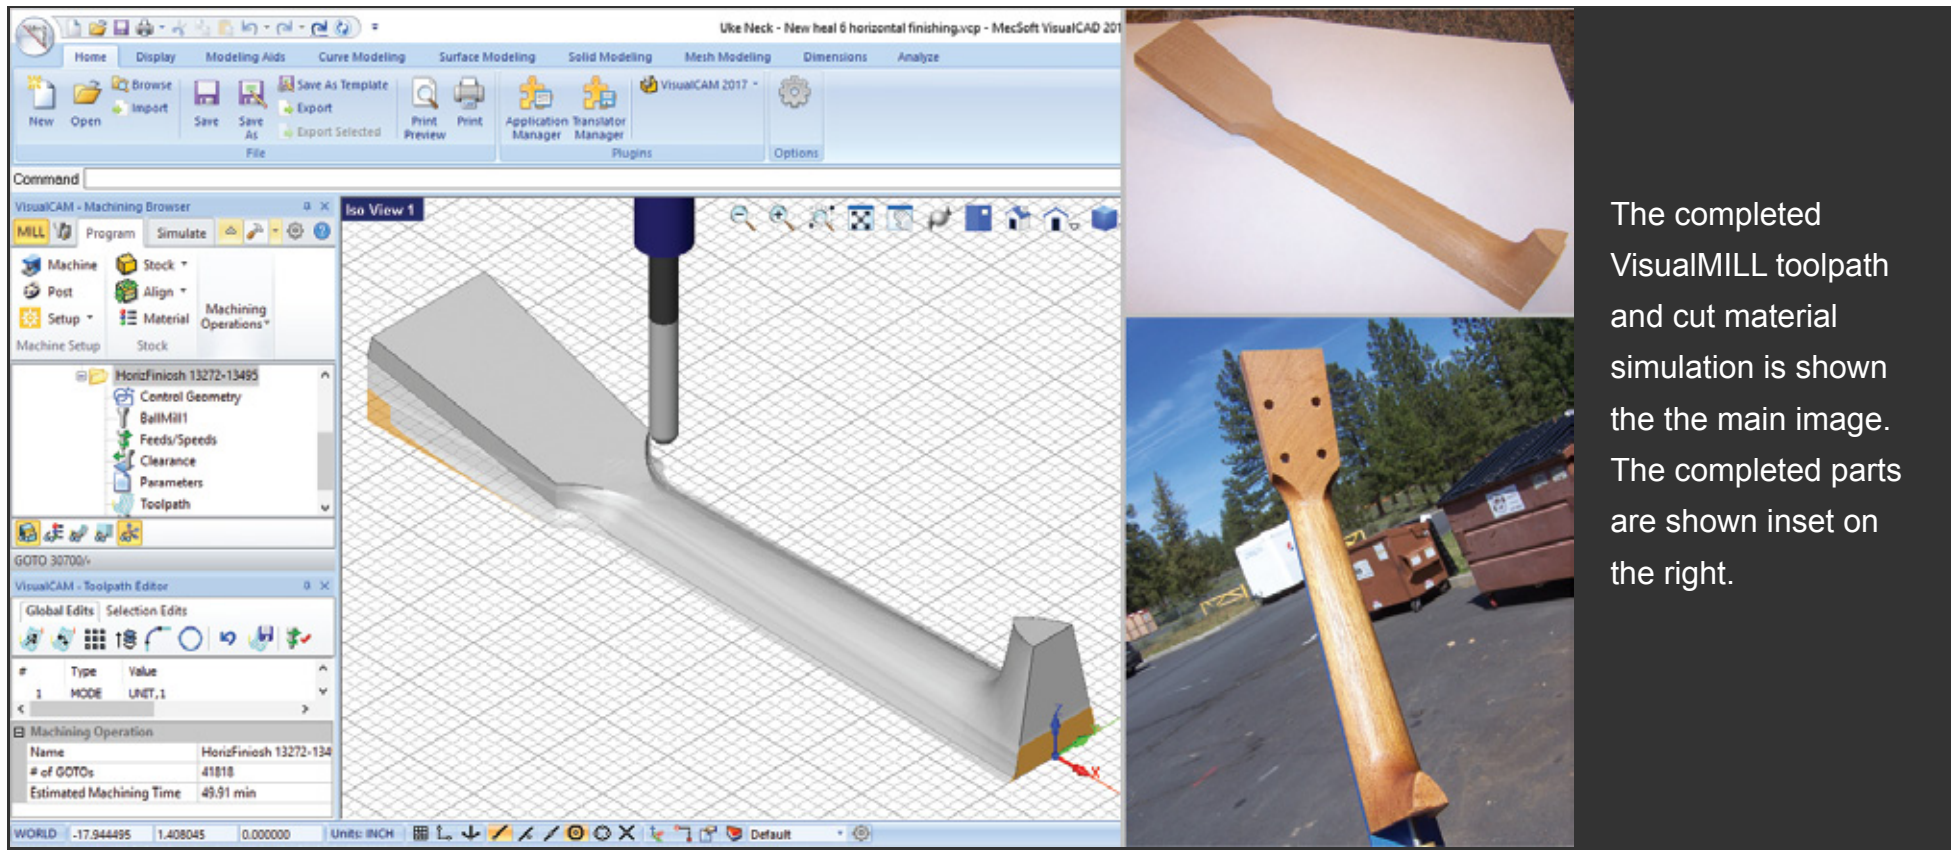 Uke Neck - New heal 6 horizontal finishing.vcp - MecSoft VisualCAD 201
Home Display Modeling Aids Curve Modeling Surface Modeling Solid Modeling Mesh Modeling Dimensions Analyze
New
Open
Browse
Import
Save
Save As
Save As Template
Export
Export Selected
Print Preview
Print
Application Manager
Translator Manager
VisualCAM 2017
File
Plugins
Options
Command
VisualCAM - Machining Browser
MILL Program Simulate
Machine
Post
Setup
Stock
Align
Material
Machining Operations
Machine Setup
Stock
HorizFiniosh 13272-13495
Control Geometry
BallMill1
Feeds/Speeds
Clearance
Parameters
Toolpath
GOTO 30700/-
VisualCAM - Toolpath Editor
Global Edits Selection Edits
# Type Value
1 MODE UNIT,1
Machining Operation
Name HorizFiniosh 13272-134
# of GOTOs 41818
Estimated Machining Time 49.91 min
WORLD -17.944495 1.408045 0.000000 Units: INCH Default
Iso View 1
Z
X
The completed
VisualMILL toolpath
and cut material
simulation is shown
the the main image.
The completed parts
are shown inset on
the right.